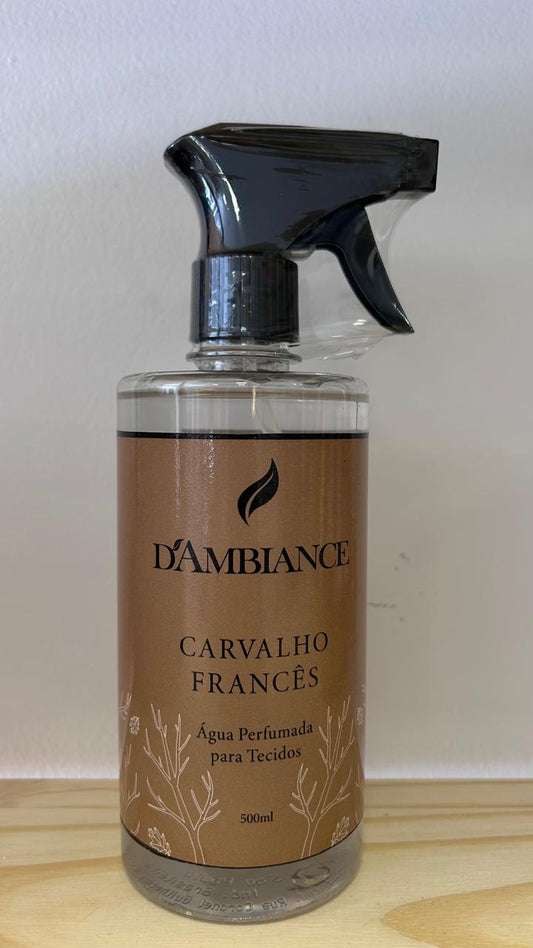 D'AMBIANCE
CARVALHO
FRANCÊS
Água Perfumada
para Tecidos
500ml